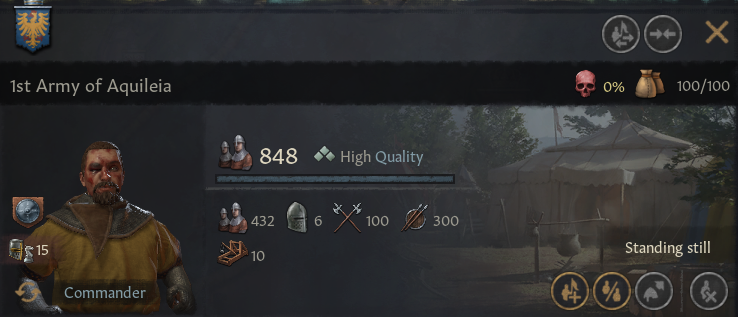 1st Army of Aquileia
0%
100/100
848
High Quality
432
6
100
300
15
10
Standing still
Commander